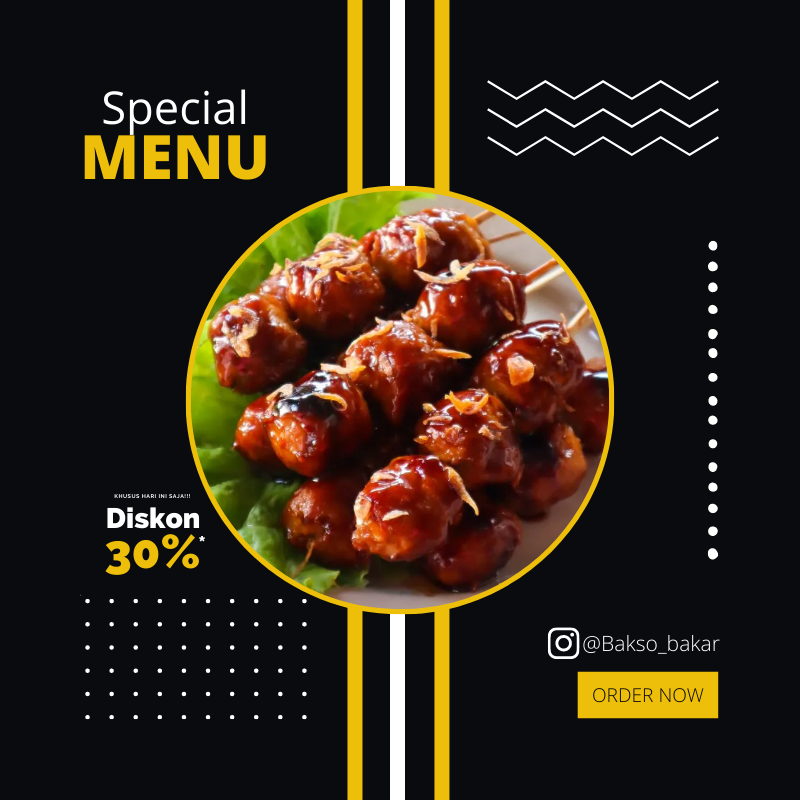 Special
MENU
KHUSUS HARI INI SAJA!!!
Diskon
30%*
@Bakso_bakar
ORDER NOW